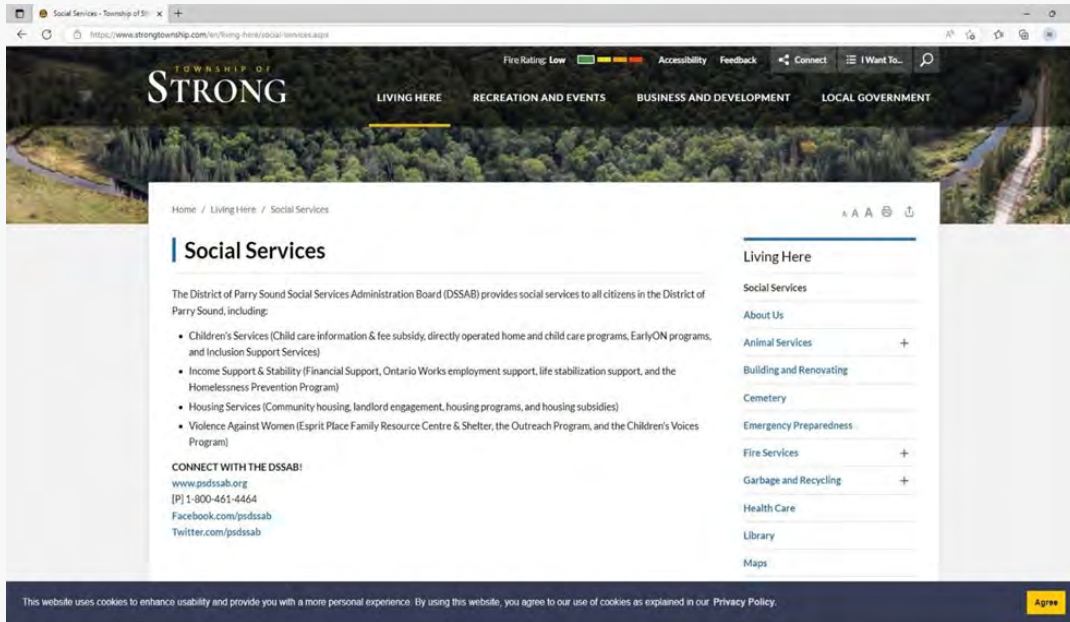 Social Services - Township of St
https://www.strongtownship.com/en/living-here/social-services.aspx
TOWNSHIP OF
STRONG
Fire Rating: Low
Accessibility
Feedback
Connect
I Want To...
LIVING HERE
RECREATION AND EVENTS
BUSINESS AND DEVELOPMENT
LOCAL GOVERNMENT
Home / Living Here / Social Services
A A A
Social Services
The District of Parry Sound Social Services Administration Board (DSSAB) provides social services to all citizens in the District of
Parry Sound, including:
• Children's Services (Child care information & fee subsidy, directly operated home and child care programs, EarlyON programs,
and Inclusion Support Services)
• Income Support & Stability (Financial Support, Ontario Works employment support, life stabilization support, and the
Homelessness Prevention Program)
• Housing Services (Community housing, landlord engagement, housing programs, and housing subsidies)
• Violence Against Women (Esprit Place Family Resource Centre & Shelter, the Outreach Program, and the Children's Voices
Program)
CONNECT WITH THE DSSAB!
www.psdssab.org
[P] 1-800-461-4464
Facebook.com/psdssab
Twitter.com/psdssab
Living Here
Social Services
About Us
Animal Services +
Building and Renovating
Cemetery
Emergency Preparedness
Fire Services +
Garbage and Recycling +
Health Care
Library
Maps
This website uses cookies to enhance usability and provide you with a more personal experience. By using this website, you agree to our use of cookies as explained in our Privacy Policy.
Agree